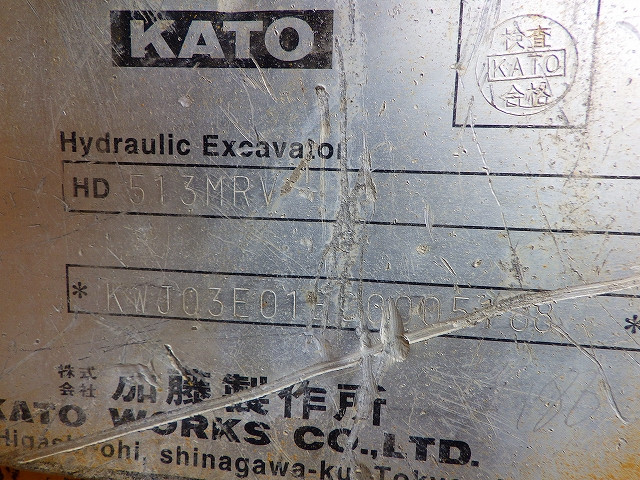 KATO
検査
KATO
合格
Hydraulic Excavator
HD 513MRV
株式
会社 加藤製作所
KATO WORKS CO.,LTD.
shinagawa-ku,